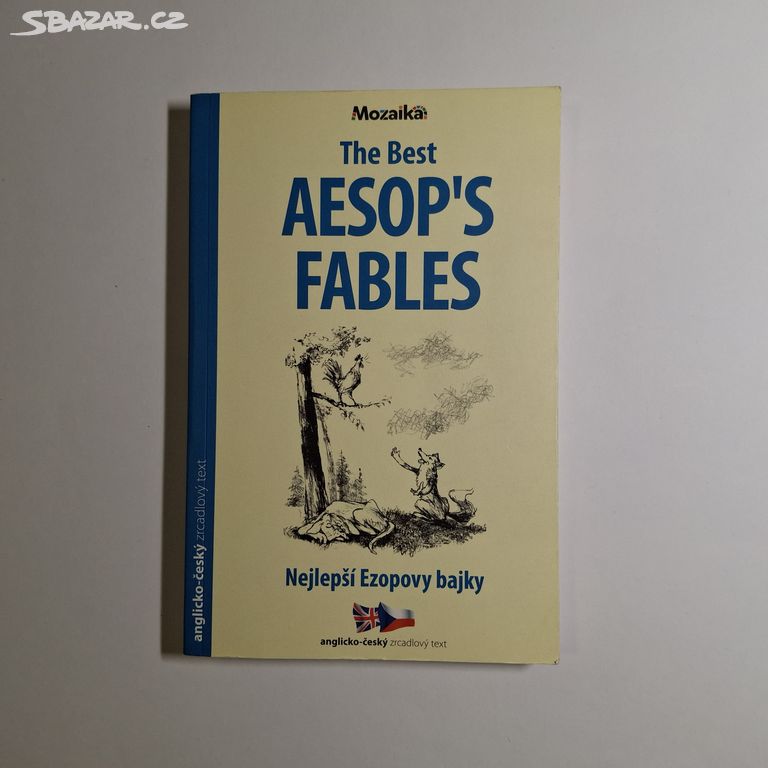 SBAZAR.CZ
Mozaika
The Best
AESOP'S
FABLES
Nejlepší Ezopovy bajky
anglicko-český zrcadlový text
anglicko-český zrcadlový text